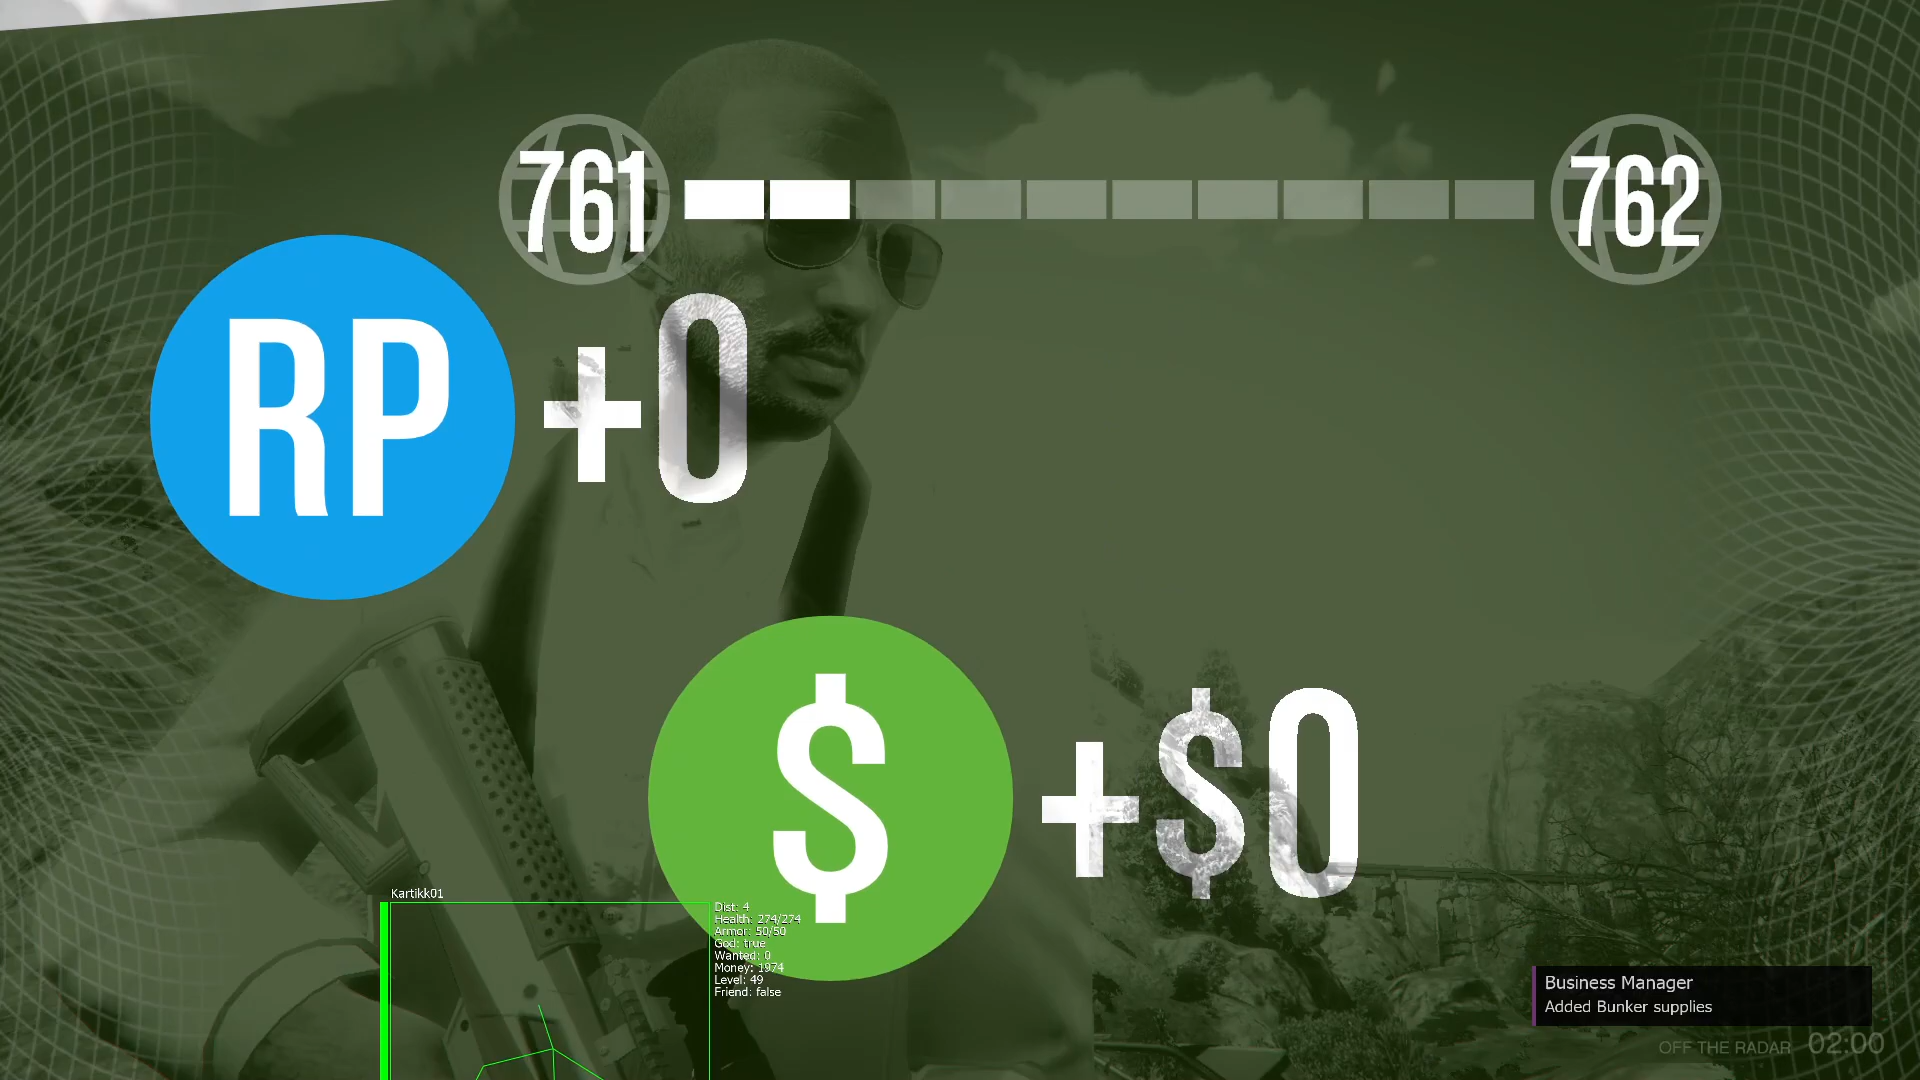 761
762
RP
+0
$
+$0
Kartikk01
Dist: 4
Health: 274/274
Armor: 50/50
God: true
Wanted: 0
Money: 1974
Level: 49
Friend: false
Business Manager
Added Bunker supplies
OFF THE RADAR 02:00